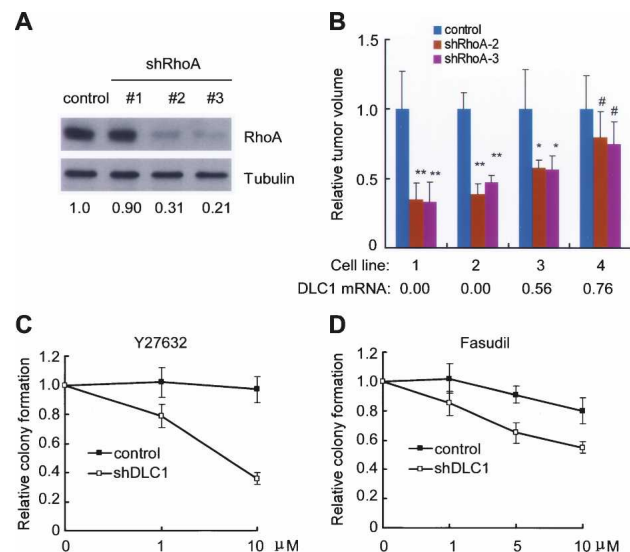 A
shRhoA
control #1 #2 #3
RhoA
Tubulin
1.0 0.90 0.31 0.21
B
control
shRhoA-2
shRhoA-3
Relative tumor volume
1.5
1.0
0.5
0
** **
** **
* *
# #
Cell line: 1 2 3 4
DLC1 mRNA: 0.00 0.00 0.56 0.76
C
Y27632
Relative colony formation
1.2
1.0
0.8
0.6
0.4
0.2
0
control
shDLC1
0 1 10 μM
D
Fasudil
Relative colony formation
1.2
1.0
0.8
0.6
0.4
0.2
0
control
shDLC1
0 1 5 10 μM